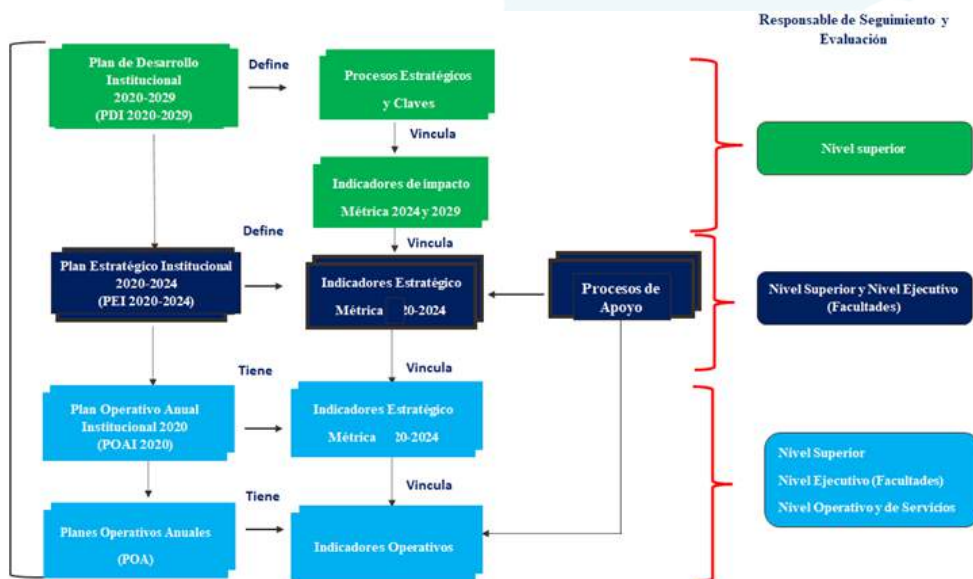 Responsable de Seguimiento y
Evaluación
Plan de Desarrollo
Institucional
2020-2029
(PDI 2020-2029)
Define
Procesos Estratégicos
y Claves
Vincula
Nivel superior
Indicadores de impacto
Métrica 2024 y 2029
Define
Vincula
Plan Estratégico Institucional
2020-2024
(PEI 2020-2024)
Indicadores Estratégico
Métrica 20-2024
Procesos de
Apoyo
Nivel Superior y Nivel Ejecutivo
(Facultades)
Tiene
Vincula
Plan Operativo Anual
Institucional 2020
(POAI 2020)
Indicadores Estratégico
Métrica 20-2024
Nivel Superior
Nivel Ejecutivo (Facultades)
Nivel Operativo y de Servicios
Tiene
Vincula
Planes Operativos Anuales
(POA)
Indicadores Operativos